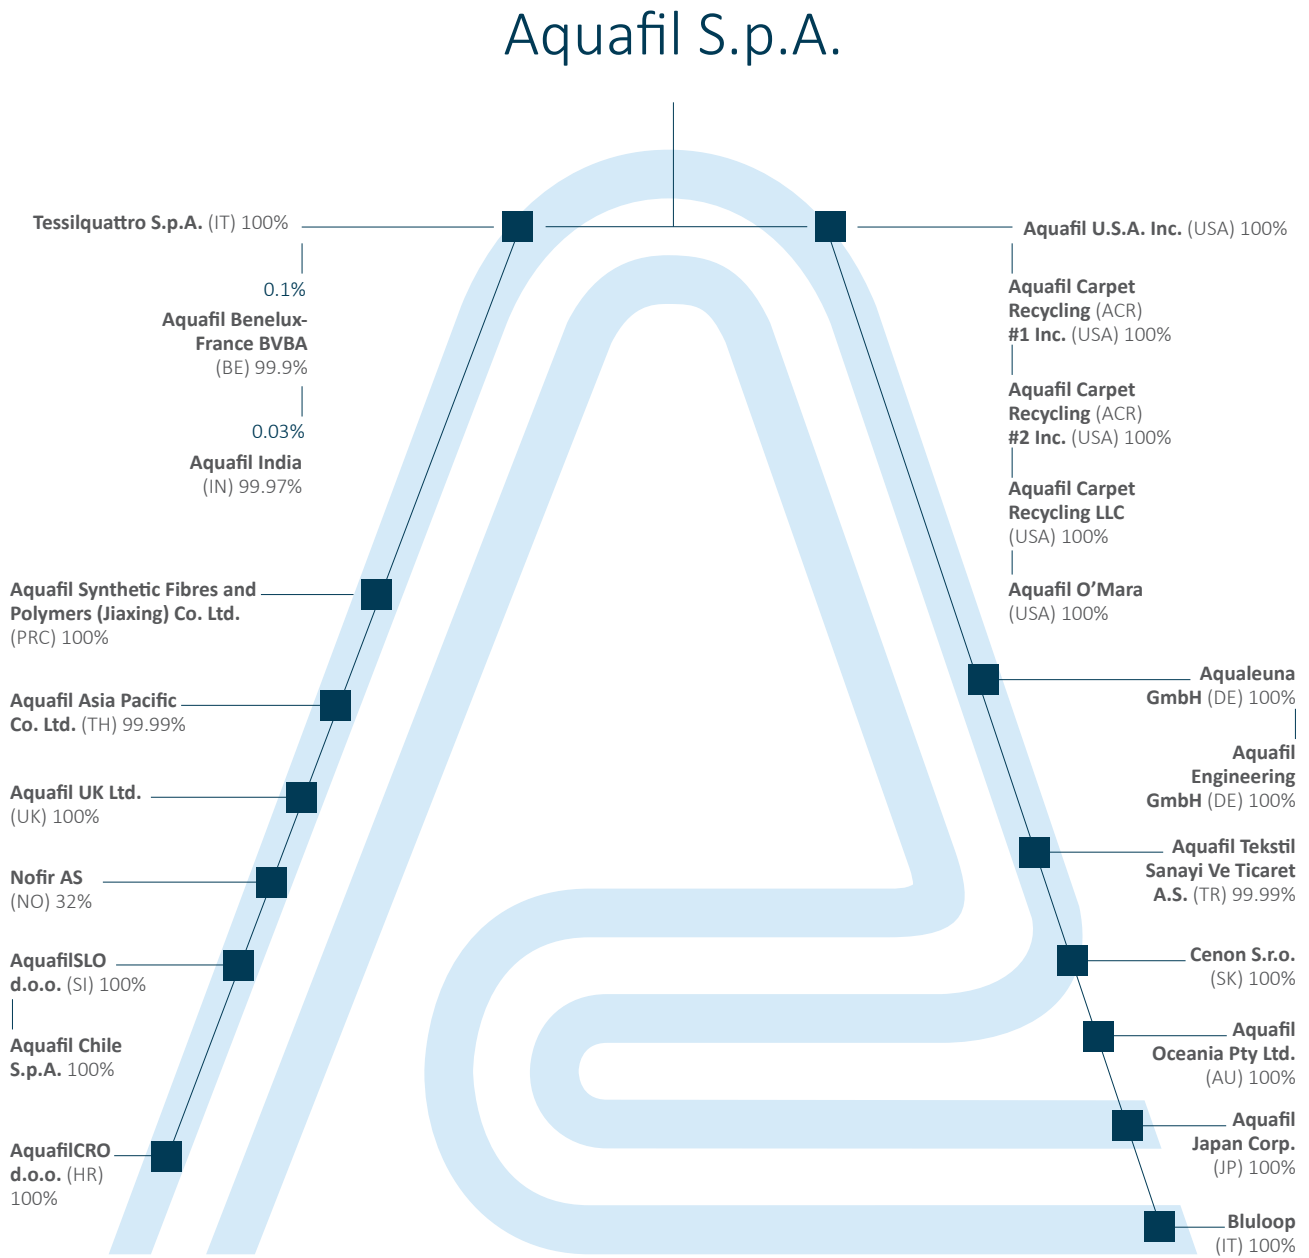 Aquafil S.p.A.
Tessilquattro S.p.A. (IT) 100%
0.1%
Aquafil Benelux-
France BVBA
(BE) 99.9%
0.03%
Aquafil India
(IN) 99.97%
Aquafil Synthetic Fibres and
Polymers (Jiaxing) Co. Ltd.
(PRC) 100%
Aquafil Asia Pacific
Co. Ltd. (TH) 99.99%
Aquafil UK Ltd.
(UK) 100%
Nofir AS
(NO) 32%
AquafilSLO
d.o.o. (SI) 100%
Aquafil Chile
S.p.A. 100%
AquafilCRO
d.o.o. (HR)
100%
Aquafil U.S.A. Inc. (USA) 100%
Aquafil Carpet
Recycling (ACR)
#1 Inc. (USA) 100%
Aquafil Carpet
Recycling (ACR)
#2 Inc. (USA) 100%
Aquafil Carpet
Recycling LLC
(USA) 100%
Aquafil O’Mara
(USA) 100%
Aqualeuna
GmbH (DE) 100%
Aquafil
Engineering
GmbH (DE) 100%
Aquafil Tekstil
Sanayi Ve Ticaret
A.S. (TR) 99.99%
Cenon S.r.o.
(SK) 100%
Aquafil
Oceania Pty Ltd.
(AU) 100%
Aquafil
Japan Corp.
(JP) 100%
Bluloop
(IT) 100%